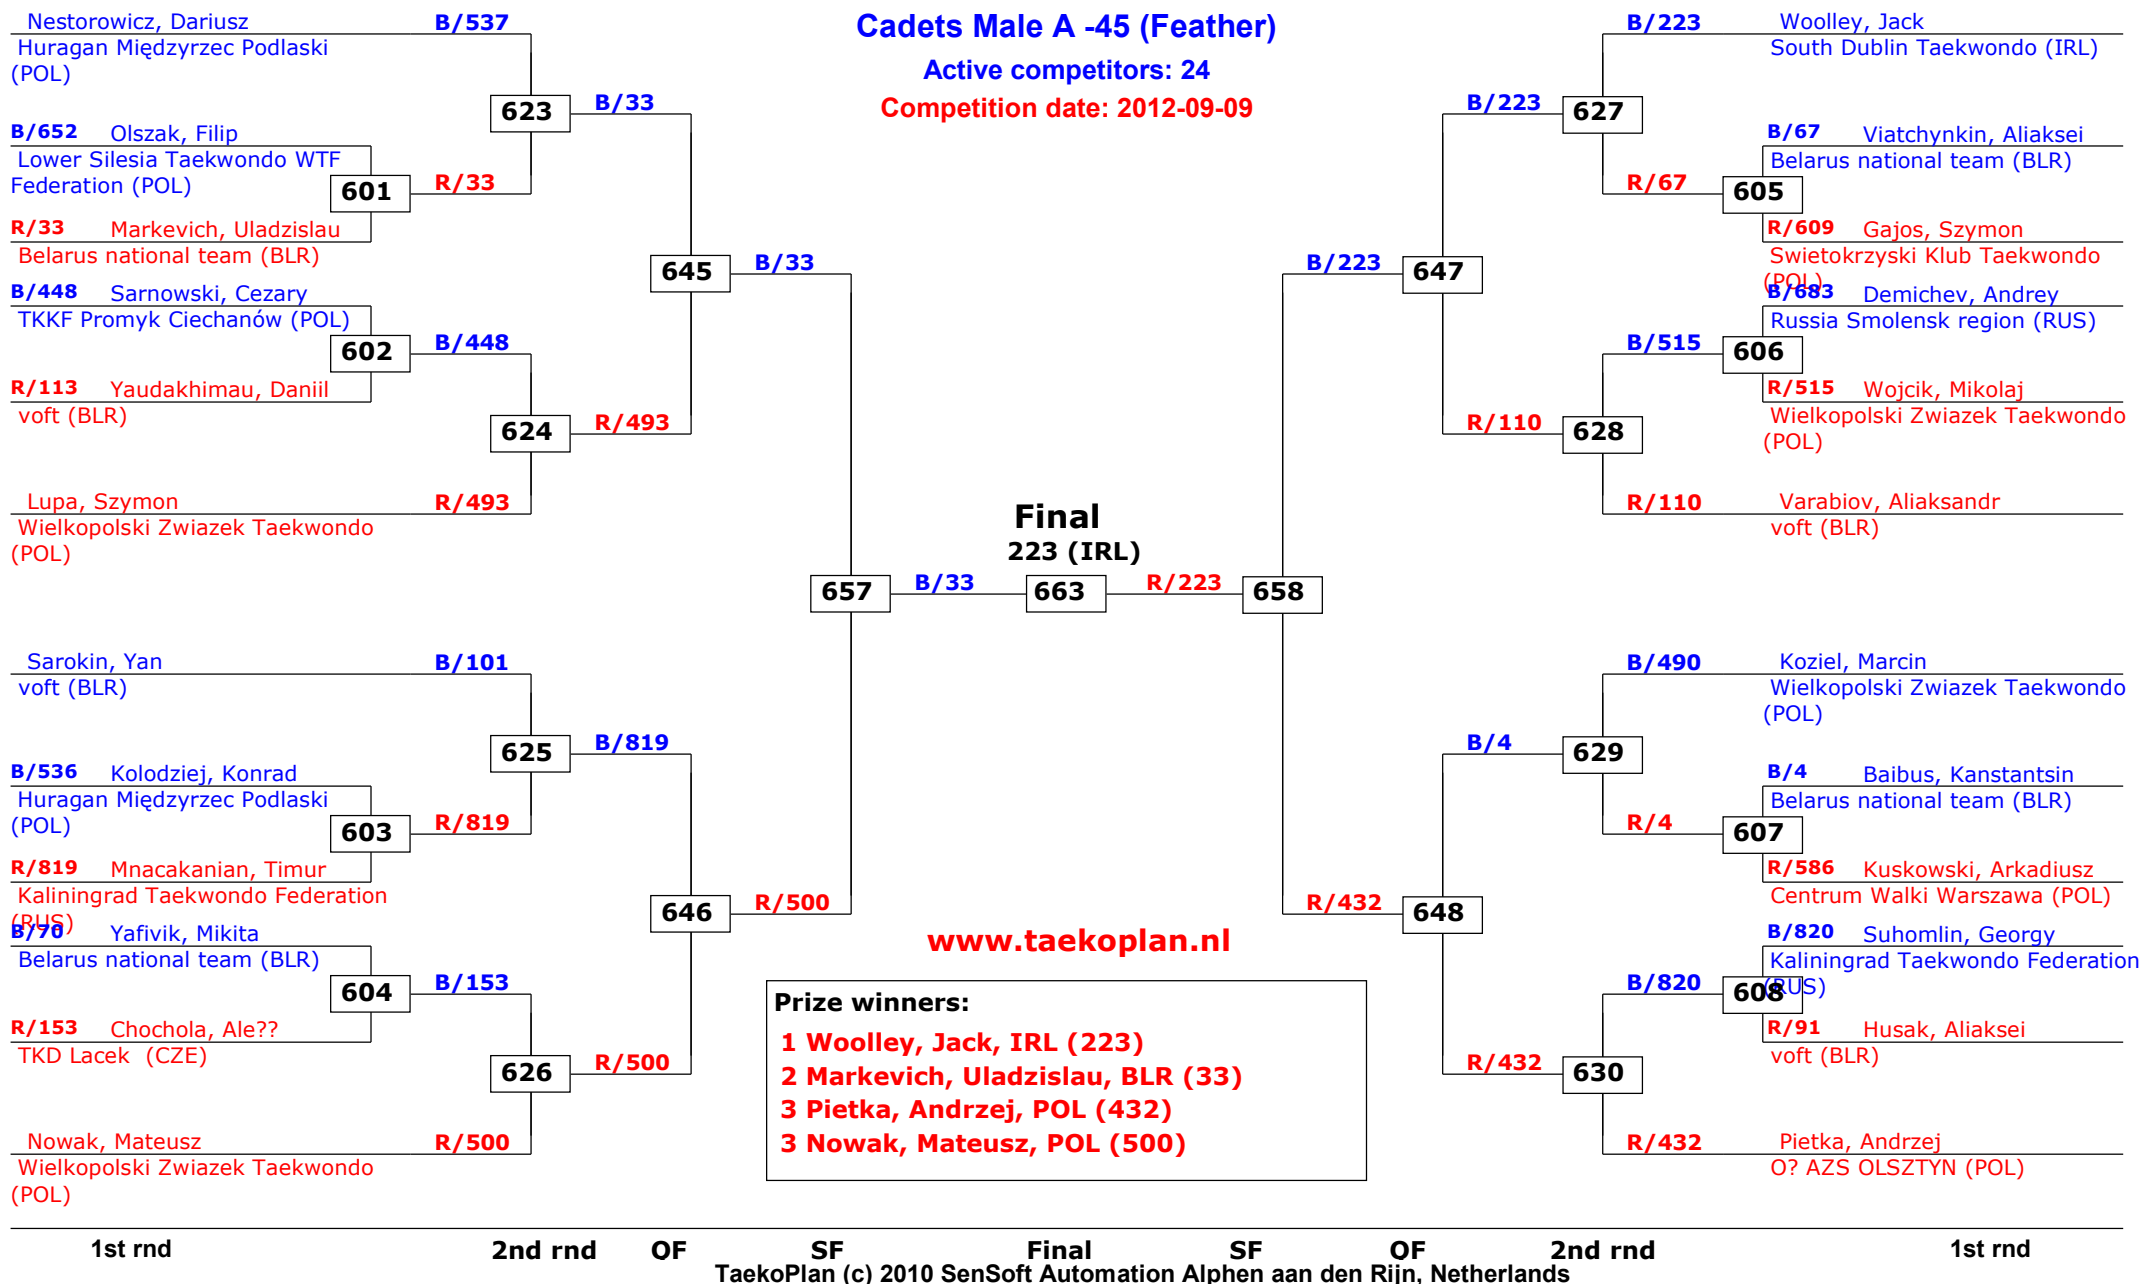 Cadets Male A -45 (Feather)
Active competitors: 24
Competition date: 2012-09-09
Nestorowicz, Dariusz B/537
Huragan Międzyrzec Podlaski
(POL)
623
B/33
B/652 Olszak, Filip
Lower Silesia Taekwondo WTF
Federation (POL)
601
R/33
R/33 Markevich, Uladzislau
Belarus national team (BLR)
645
B/33
B/448 Sarnowski, Cezary
TKKF Promyk Ciechanów (POL)
602
B/448
R/113 Yaudakhimau, Daniil
voft (BLR)
624
R/493
Lupa, Szymon R/493
Wielkopolski Zwiazek Taekwondo
(POL)
657
B/33
Sarokin, Yan B/101
voft (BLR)
625
B/819
B/536 Kolodziej, Konrad
Huragan Międzyrzec Podlaski
(POL)
603
R/819
R/819 Mnacakanian, Timur
Kaliningrad Taekwondo Federation
(RUS)
646
R/500
B/70 Yafivik, Mikita
Belarus national team (BLR)
604
B/153
R/153 Chochola, Ale??
TKD Lacek (CZE)
626
R/500
Nowak, Mateusz R/500
Wielkopolski Zwiazek Taekwondo
(POL)
Final
223 (IRL)
663
R/223
658
B/223 Woolley, Jack
South Dublin Taekwondo (IRL)
B/223
627
B/67 Viatchynkin, Aliaksei
Belarus national team (BLR)
R/67
605
R/609 Gajos, Szymon
Swietokrzyski Klub Taekwondo
(POL)
B/223
647
B/683 Demichev, Andrey
Russia Smolensk region (RUS)
B/515
606
R/515 Wojcik, Mikolaj
Wielkopolski Zwiazek Taekwondo
(POL)
R/110
628
R/110 Varabiov, Aliaksandr
voft (BLR)
B/490 Koziel, Marcin
Wielkopolski Zwiazek Taekwondo
(POL)
B/4
629
B/4 Baibus, Kanstantsin
Belarus national team (BLR)
R/4
607
R/586 Kuskowski, Arkadiusz
Centrum Walki Warszawa (POL)
R/432
648
B/820 Suhomlin, Georgy
Kaliningrad Taekwondo Federation
(RUS)
B/820
608
R/91 Husak, Aliaksei
voft (BLR)
R/432
630
R/432 Pietka, Andrzej
O? AZS OLSZTYN (POL)
www.taekoplan.nl
Prize winners:
1 Woolley, Jack, IRL (223)
2 Markevich, Uladzislau, BLR (33)
3 Pietka, Andrzej, POL (432)
3 Nowak, Mateusz, POL (500)
1st rnd 2nd rnd QF SF Final SF QF 2nd rnd 1st rnd
TaekoPlan (c) 2010 SenSoft Automation Alphen aan den Rijn, Netherlands